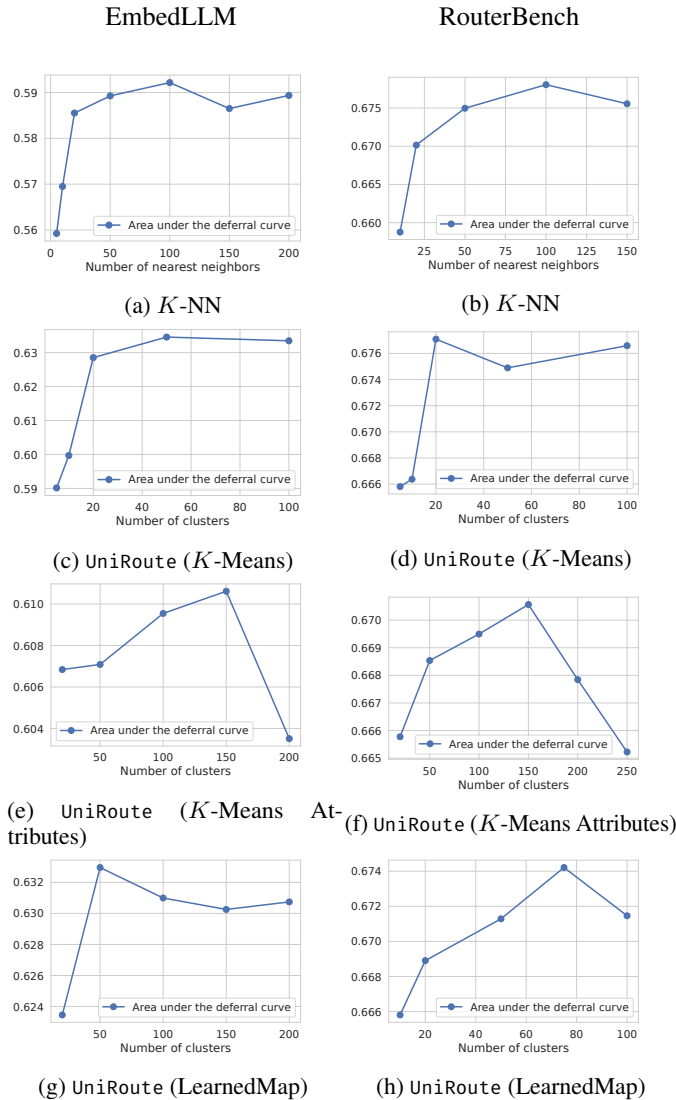 EmbedLLM
RouterBench
0.59
0.58
0.57
0.56
Area under the deferral curve
0 50 100 150 200
Number of nearest neighbors
(a) K-NN
0.675
0.670
0.665
0.660
Area under the deferral curve
25 50 75 100 125 150
Number of nearest neighbors
(b) K-NN
0.63
0.62
0.61
0.60
0.59
Area under the deferral curve
20 40 60 80 100
Number of clusters
(c) UniRoute (K-Means)
0.676
0.674
0.672
0.670
0.668
0.666
Area under the deferral curve
20 40 60 80 100
Number of clusters
(d) UniRoute (K-Means)
0.610
0.608
0.606
0.604
Area under the deferral curve
50 100 150 200
Number of clusters
(e) UniRoute (K-Means At-
tributes)
0.670
0.669
0.668
0.667
0.666
0.665
Area under the deferral curve
50 100 150 200 250
Number of clusters
(f) UniRoute (K-Means Attributes)
0.632
0.630
0.628
0.626
0.624
Area under the deferral curve
50 100 150 200
Number of clusters
(g) UniRoute (LearnedMap)
0.674
0.672
0.670
0.668
0.666
Area under the deferral curve
20 40 60 80 100
Number of clusters
(h) UniRoute (LearnedMap)